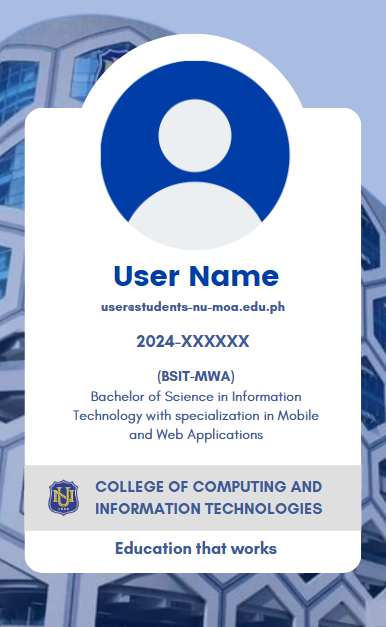 User Name
user@students-nu-moa.edu.ph
2024-XXXXXX
(BSIT-MWA)
Bachelor of Science in Information
Technology with specialization in Mobile
and Web Applications
NU
COLLEGE OF COMPUTING AND
INFORMATION TECHNOLOGIES
Education that works